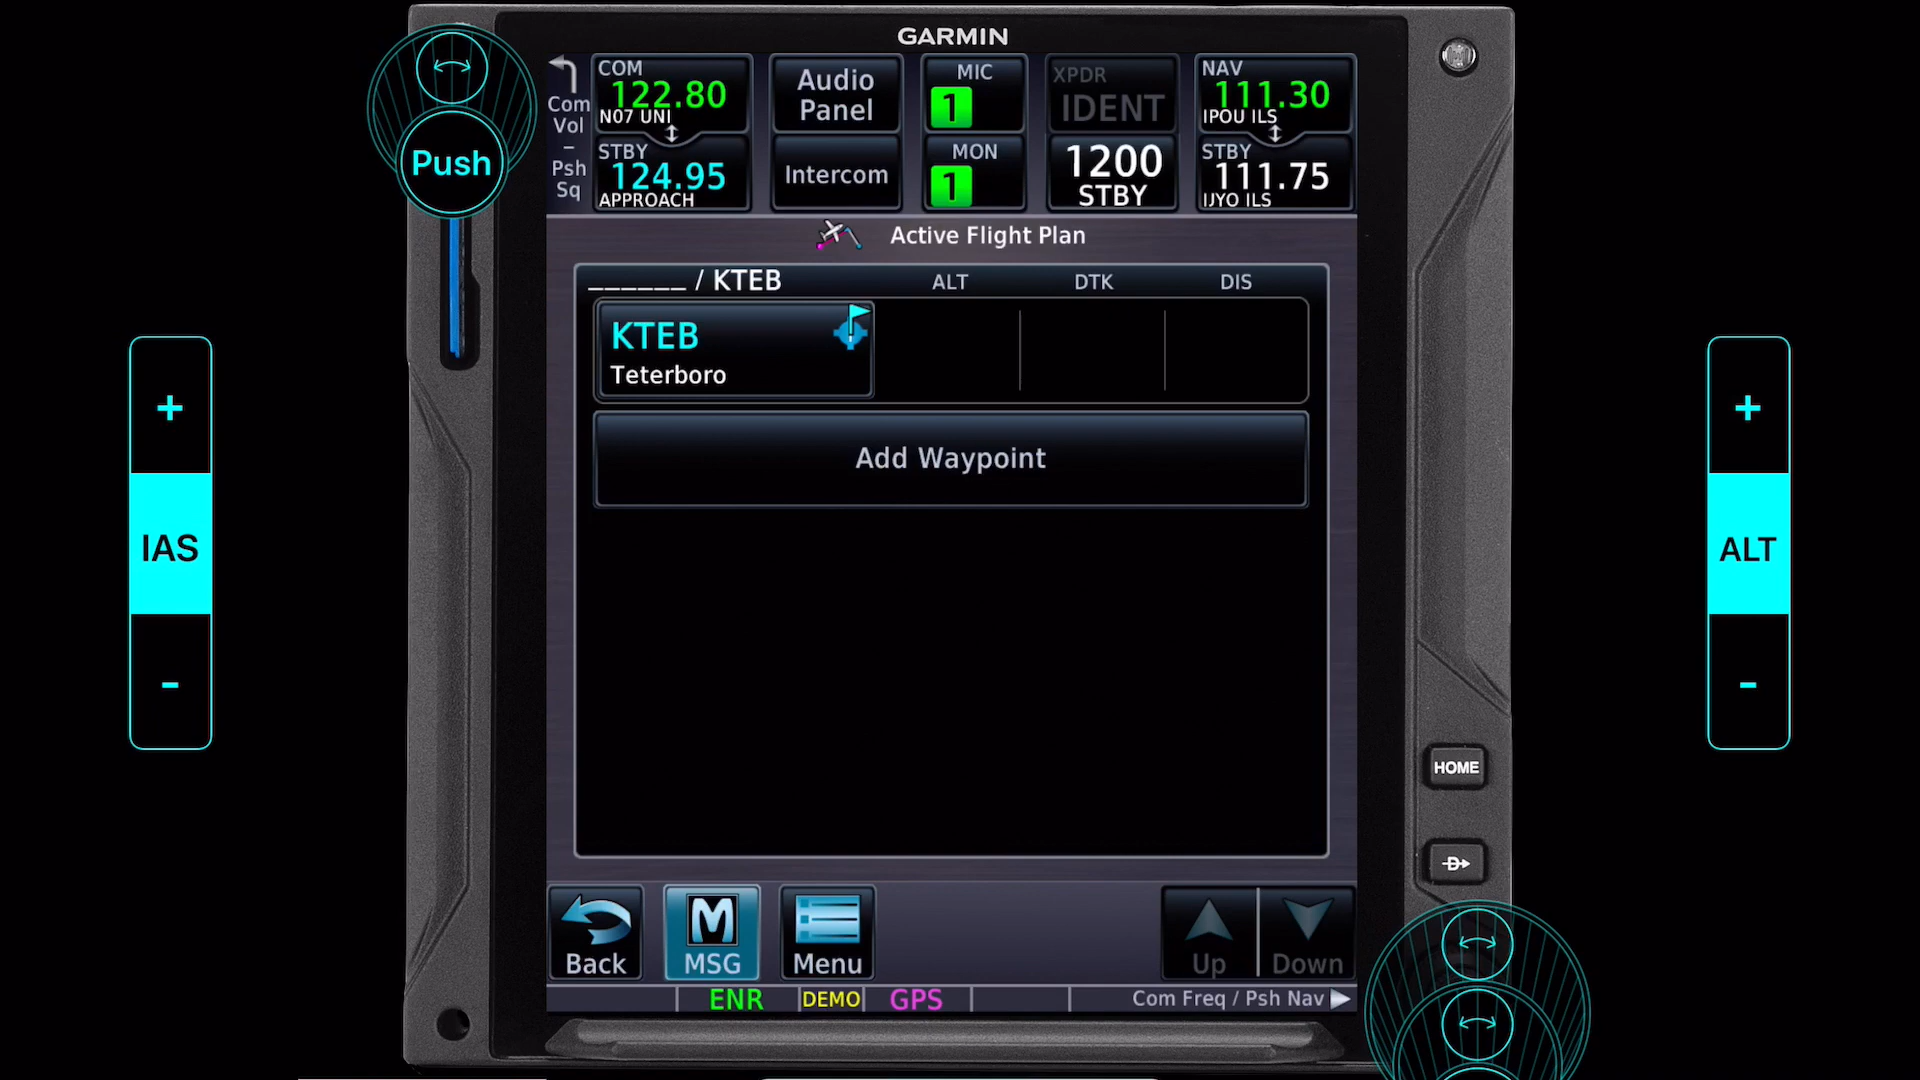 GARMIN
Com
Vol
-
Psh
Sq
COM
122.80
N07 UNI
STBY
124.95
APPROACH
Audio
Panel
Intercom
MIC
1
MON
1
XPDR
IDENT
1200
STBY
NAV
111.30
IPOU ILS
STBY
111.75
IJYO ILS
Push
Active Flight Plan
______ / KTEB ALT DTK DIS
KTEB
Teterboro
Add Waypoint
+
IAS
-
+
ALT
-
HOME
D
Back
MSG
Menu
Up
Down
ENR DEMO GPS Com Freq / Psh Nav